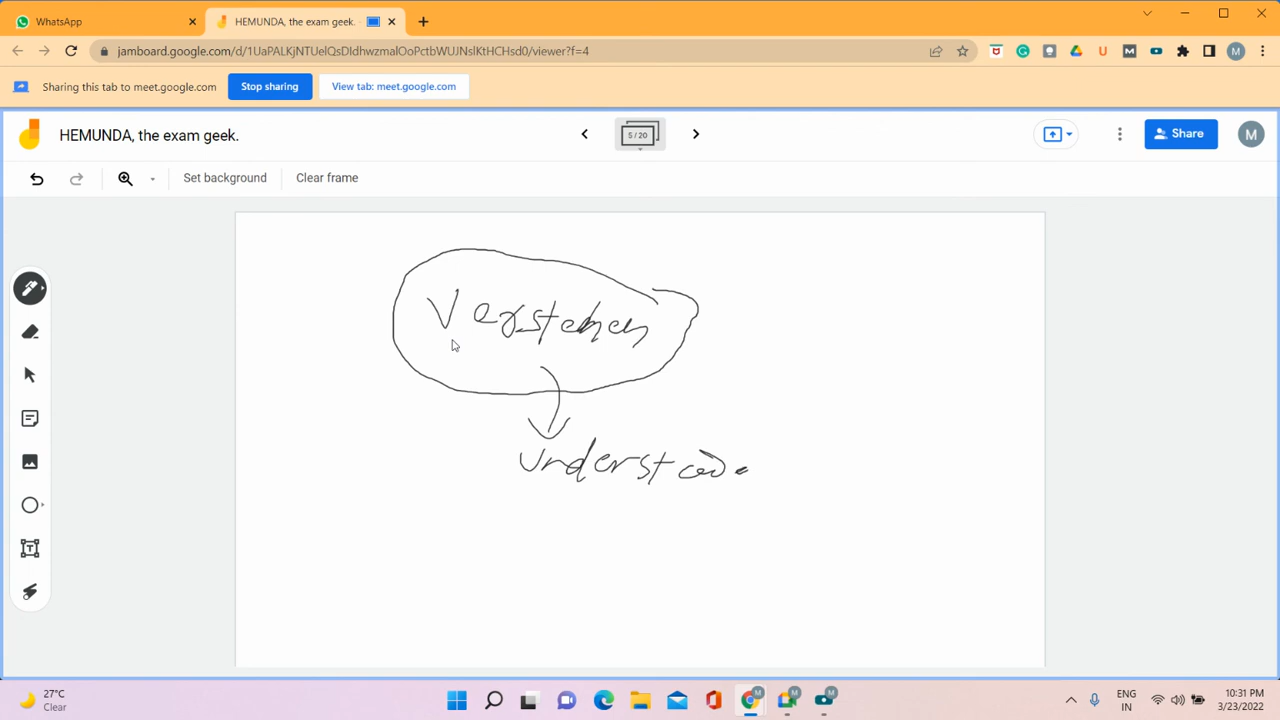 WhatsApp
HEMUNDA, the exam geek.
jamboard.google.com/d/1UaPALKjNTUelQsDIdhwzmalOoPctbWUJNslKtHCHsd0/viewer?f=4
Sharing this tab to meet.google.com
Stop sharing
View tab: meet.google.com
HEMUNDA, the exam geek.
5 / 20
Share
M
Set background
Clear frame
Verstehen
27°C
Clear
ENG
IN
10:31 PM
3/23/2022